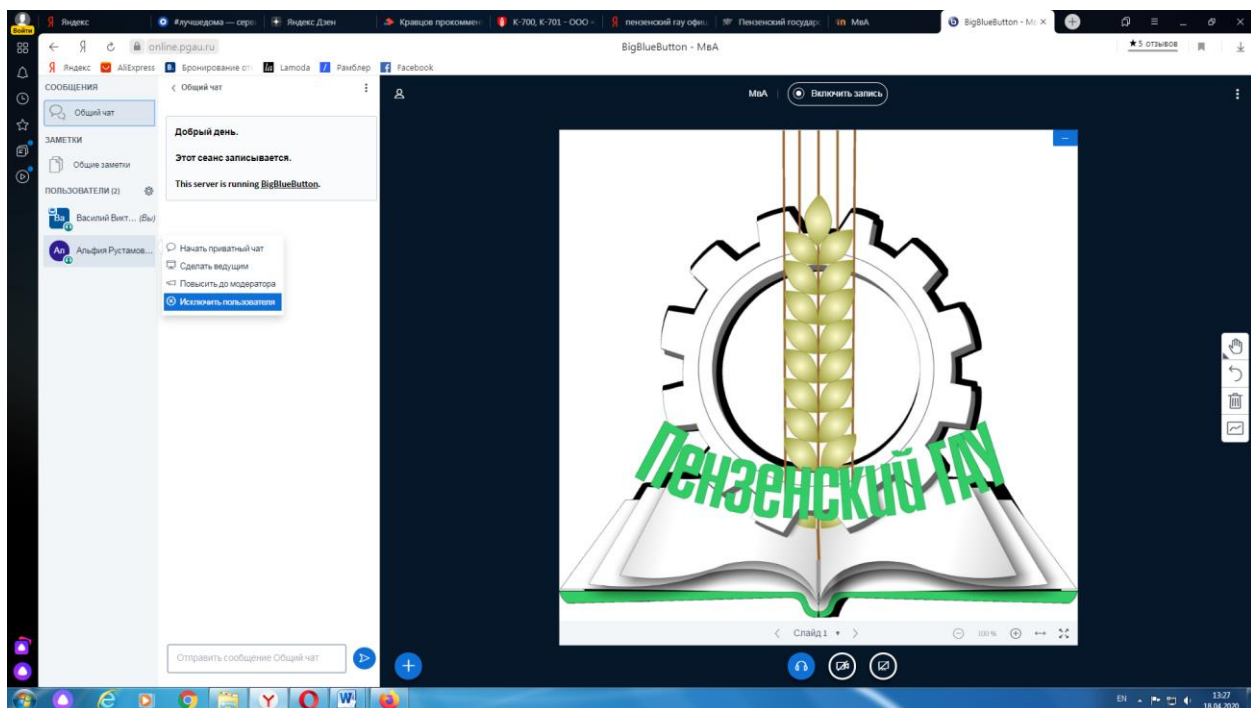 Войти
Яндекс
#лучшедома — серв
Яндекс Дзен
Кравцов прокоммен
К-700, К-701 - ООО -
пензенский гау офиц
Пензенский государс
МвА
BigBlueButton - Мв
online.pgau.ru
BigBlueButton - МвА
★5 отзывов
Яндекс
AliExpress
Бронирование от
Lamoda
Рамблер
Facebook
СООБЩЕНИЯ
Общий чат
ЗАМЕТКИ
Общие заметки
ПОЛЬЗОВАТЕЛИ (2)
Ва
Василий Викт... (Вы)
Ал
Альфия Рустамов...
Общий чат
Добрый день.
Этот сеанс записывается.
This server is running BigBlueButton.
Начать приватный чат
Сделать ведущим
Повысить до модератора
Исключить пользователя
Отправить сообщение Общий чат
МвА
Включить запись
Пензенский ГАУ
Слайд 1
100%
EN
13:27
18.04.2020